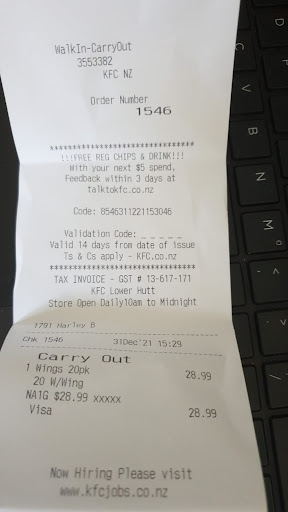 WalkIn-CarryOut
3553382
KFC NZ
Order Number
1546
********************************
!!!FREE REG CHIPS & DRINK!!!
With your next $5 spend,
Feedback within 3 days at
talktokfc.co.nz
Code: 8546311221153046
Validation Code: _ _ _ _ _ _
Valid 14 days from date of issue
Ts & Cs apply - KFC.co.nz
********************************
TAX INVOICE - GST # 13-617-171
KFC Lower Hutt
Store Open Daily10am to Midnight
1791 Harley B
Chk 1546 31Dec'21 15:29
Carry Out
1 Wings 20pk 28.99
20 W/Wing
NA1G $28.99 xxxxx
Visa 28.99
Now Hiring Please visit
www.kfcjobs.co.nz
C
V
B
N
M